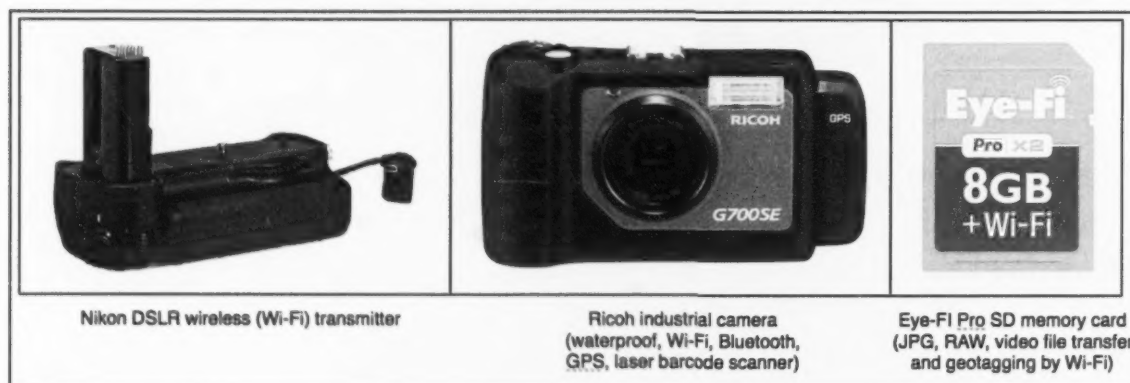 RICOH
GPS
G700SE
Eye-Fi
Pro X2
8GB
+Wi-Fi
Nikon DSLR wireless (Wi-Fi) transmitter
Ricoh industrial camera
(waterproof, Wi-Fi, Bluetooth,
GPS, laser barcode scanner)
Eye-FI Pro SD memory card
(JPG, RAW, video file transfer
and geotagging by Wi-Fi)